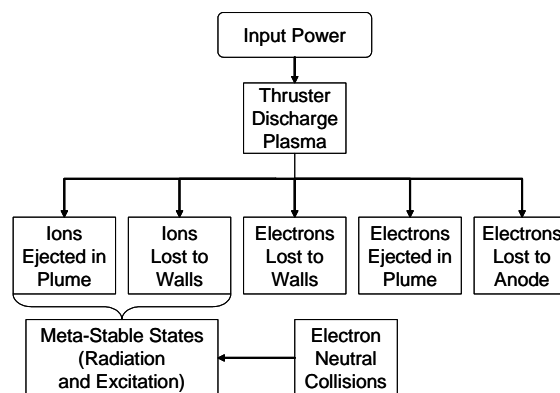 Input Power
Thruster
Discharge
Plasma
Ions
Ejected in
Plume
Ions
Lost to
Walls
Electrons
Lost to
Walls
Electrons
Ejected in
Plume
Electrons
Lost to
Anode
Meta-Stable States
(Radiation
and Excitation)
Electron
Neutral
Collisions